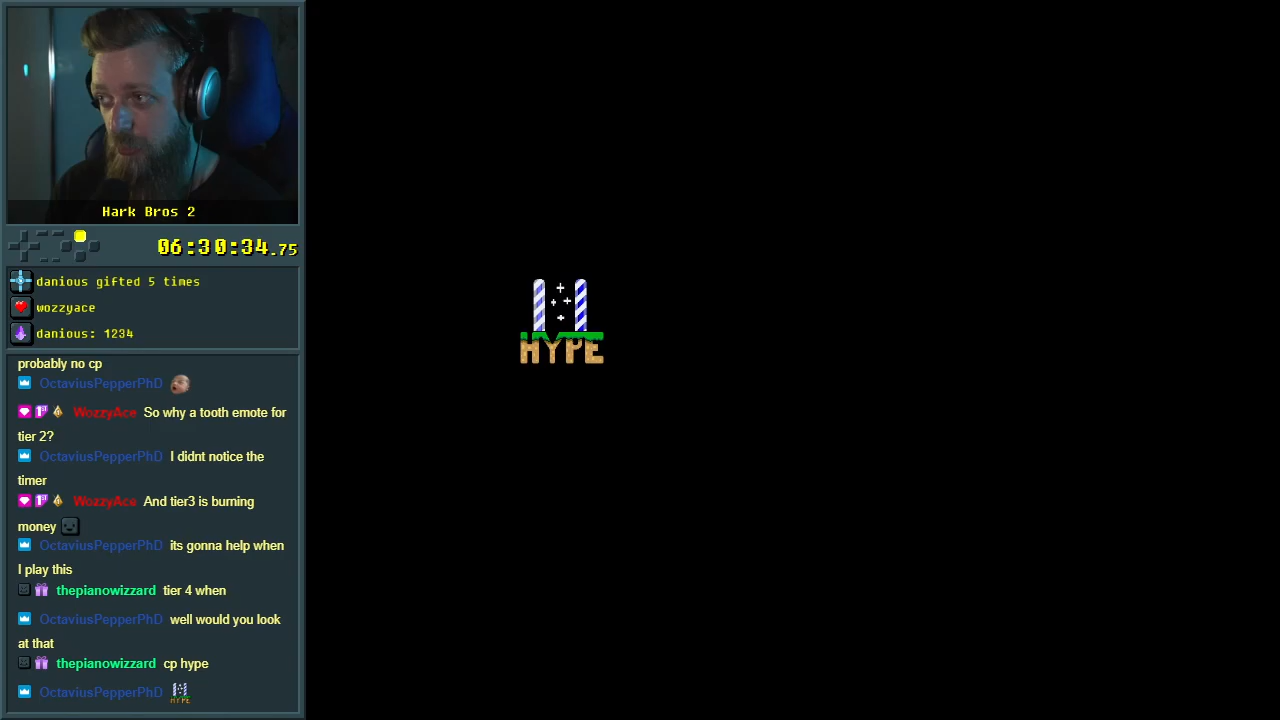 Hark Bros 2
06:30:34.75
danious gifted 5 times
wozzyace
danious: 1234
probably no cp
OctaviusPepperPhD
WozzyAce So why a tooth emote for
tier 2?
OctaviusPepperPhD I didnt notice the
timer
WozzyAce And tier3 is burning
money
OctaviusPepperPhD its gonna help when
I play this
thepianowizzard tier 4 when
OctaviusPepperPhD well would you look
at that
thepianowizzard cp hype
OctaviusPepperPhD HYPE
HYPE